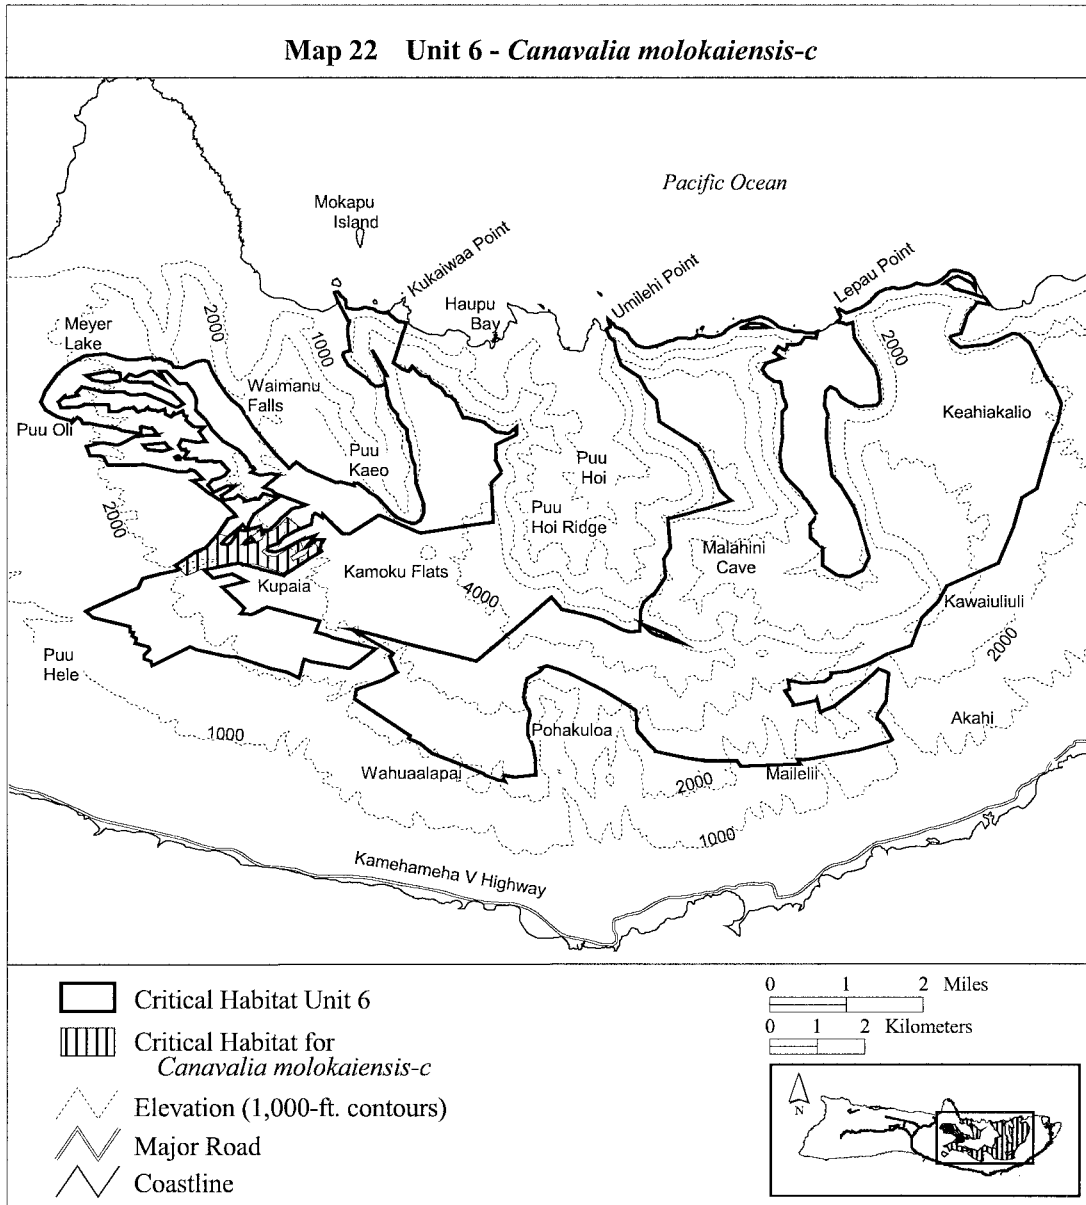 Map 22 Unit 6 - Canavalia molokaiensis-c
Pacific Ocean
Mokapu
Island
Kukaiwaa Point
Haupu
Bay
Umilehi Point
Lepau Point
Meyer
Lake
2000
1000
2000
Waimanu
Falls
Keahiakalio
Puu Oli
Puu
Kaeo
Puu
Hoi
2000
Puu
Hoi Ridge
Malahini
Cave
Kupaia
Kamoku Flats
4000
Kawaiuliuli
2000
Puu
Hele
1000
Pohakuloa
Akahi
Wahuaalapai
2000
Mailelii
1000
Kamehameha V Highway
Critical Habitat Unit 6
Critical Habitat for
Canavalia molokaiensis-c
Elevation (1,000-ft. contours)
Major Road
Coastline
0 1 2 Miles
0 1 2 Kilometers
N